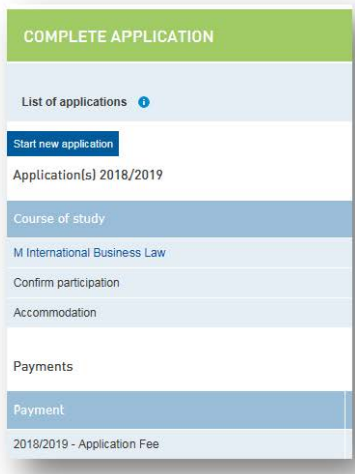 COMPLETE APPLICATION
List of applications
Start new application
Application(s) 2018/2019
Course of study
M International Business Law
Confirm participation
Accommodation
Payments
Payment
2018/2019 - Application Fee